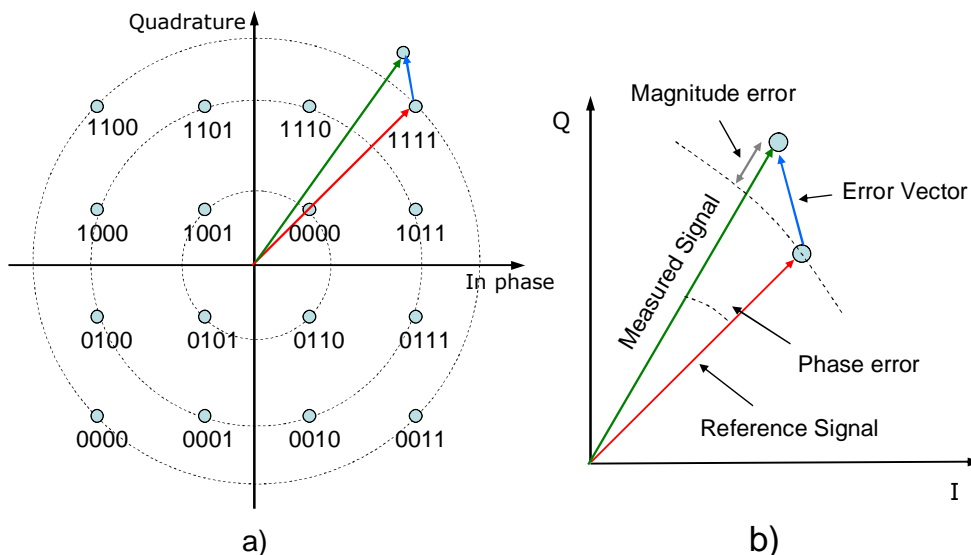 Quadrature
1100
1101
1110
1111
1000
1001
0000
1011
In phase
0100
0101
0110
0111
0000
0001
0010
0011
a)
Magnitude error
Q
Error Vector
Measured Signal
Phase error
Reference Signal
I
b)